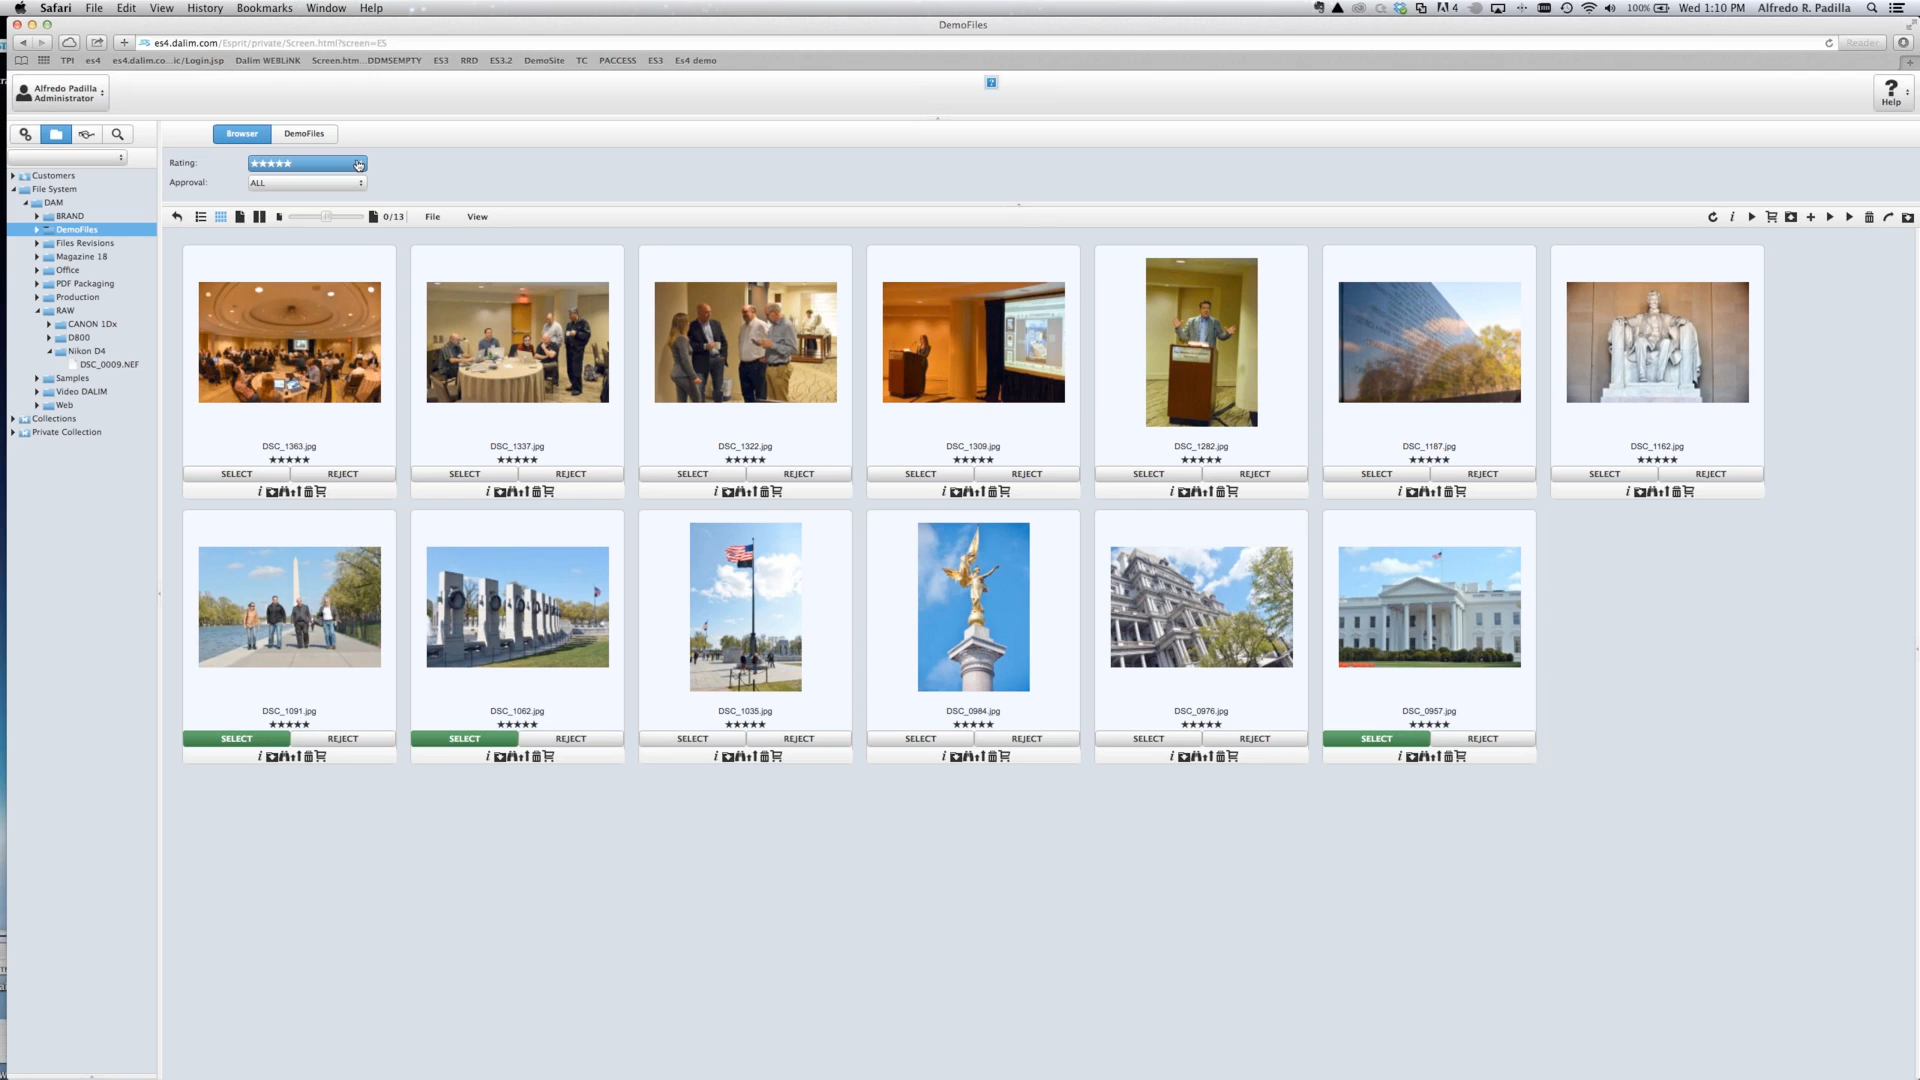 Safari File Edit View History Bookmarks Window Help 4 100% Wed 1:10 PM Alfredo R. Padilla
DemoFiles
es4.dalim.com/Esprit/private/Screen.html?screen=ES Reader
TPI es4 es4.dalim.co...ic/Login.jsp Dalim WEBLINK Screen.htm...DDMSEMPTY ES3 RRD ES3.2 DemoSite TC PACCESS ES3 Es4 demo
Alfredo Padilla
Administrator
?
Help
Browser DemoFiles
Rating: ★★★★★
Approval: ALL
0/13 File View
Customers
File System
DAM
BRAND
DemoFiles
Files Revisions
Magazine 18
Office
PDF Packaging
Production
RAW
CANON 1Dx
D800
Nikon D4
DSC_0009.NEF
Samples
Video DALIM
Web
Collections
Private Collection
DSC_1363.jpg DSC_1337.jpg DSC_1322.jpg DSC_1309.jpg DSC_1282.jpg DSC_1187.jpg DSC_1162.jpg
★★★★★ ★★★★★ ★★★★★ ★★★★★ ★★★★★ ★★★★★ ★★★★★
SELECT REJECT SELECT REJECT SELECT REJECT SELECT REJECT SELECT REJECT SELECT REJECT SELECT REJECT
DSC_1091.jpg DSC_1062.jpg DSC_1035.jpg DSC_0984.jpg DSC_0976.jpg DSC_0957.jpg
★★★★★ ★★★★★ ★★★★★ ★★★★★ ★★★★★ ★★★★★
SELECT REJECT SELECT REJECT SELECT REJECT SELECT REJECT SELECT REJECT SELECT REJECT